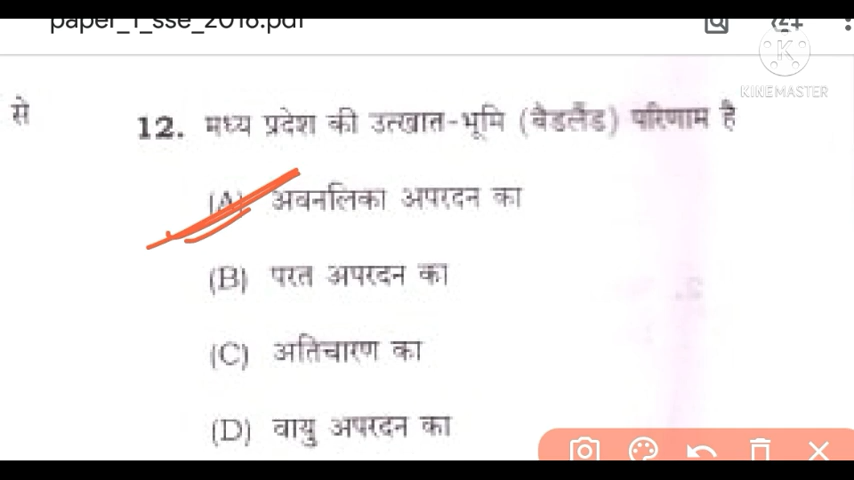 paper_1_sse_2018.pdf
KINEMASTER
से
12. मध्य प्रदेश की उत्खात-भूमि (बैडलैंड) परिणाम है
(A) अवनलिका अपरदन का
(B) परत अपरदन का
(C) अतिचारण का
(D) वायु अपरदन का